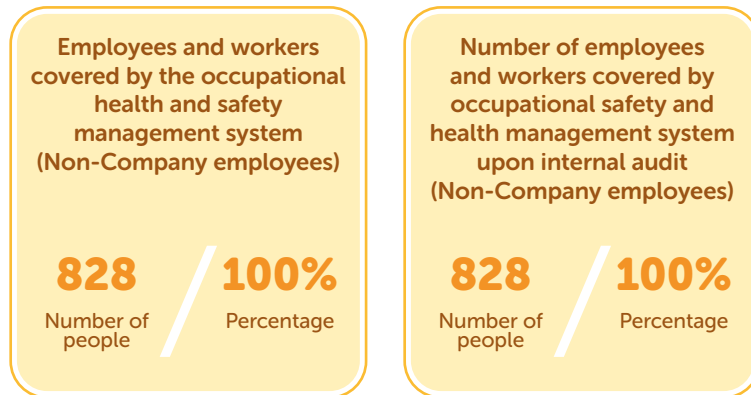 Employees and workers
covered by the occupational
health and safety
management system
(Non-Company employees)
828
Number of
people
100%
Percentage
Number of employees
and workers covered by
occupational safety and
health management system
upon internal audit
(Non-Company employees)
828
Number of
people
100%
Percentage